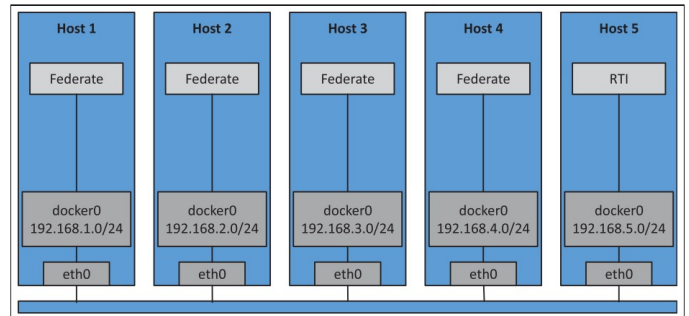 Host 1
Host 2
Host 3
Host 4
Host 5
Federate
Federate
Federate
Federate
RTI
docker0
192.168.1.0/24
docker0
192.168.2.0/24
docker0
192.168.3.0/24
docker0
192.168.4.0/24
docker0
192.168.5.0/24
eth0
eth0
eth0
eth0
eth0